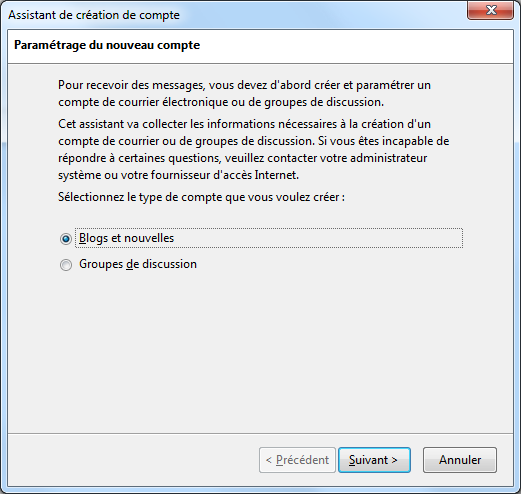 Assistant de création de compte
Paramétrage du nouveau compte
Pour recevoir des messages, vous devez d'abord créer et paramétrer un
compte de courrier électronique ou de groupes de discussion.
Cet assistant va collecter les informations nécessaires à la création d'un
compte de courrier ou de groupes de discussion. Si vous êtes incapable de
répondre à certaines questions, veuillez contacter votre administrateur
système ou votre fournisseur d'accès Internet.
Sélectionnez le type de compte que vous voulez créer :
Blogs et nouvelles
Groupes de discussion
< Précédent
Suivant >
Annuler